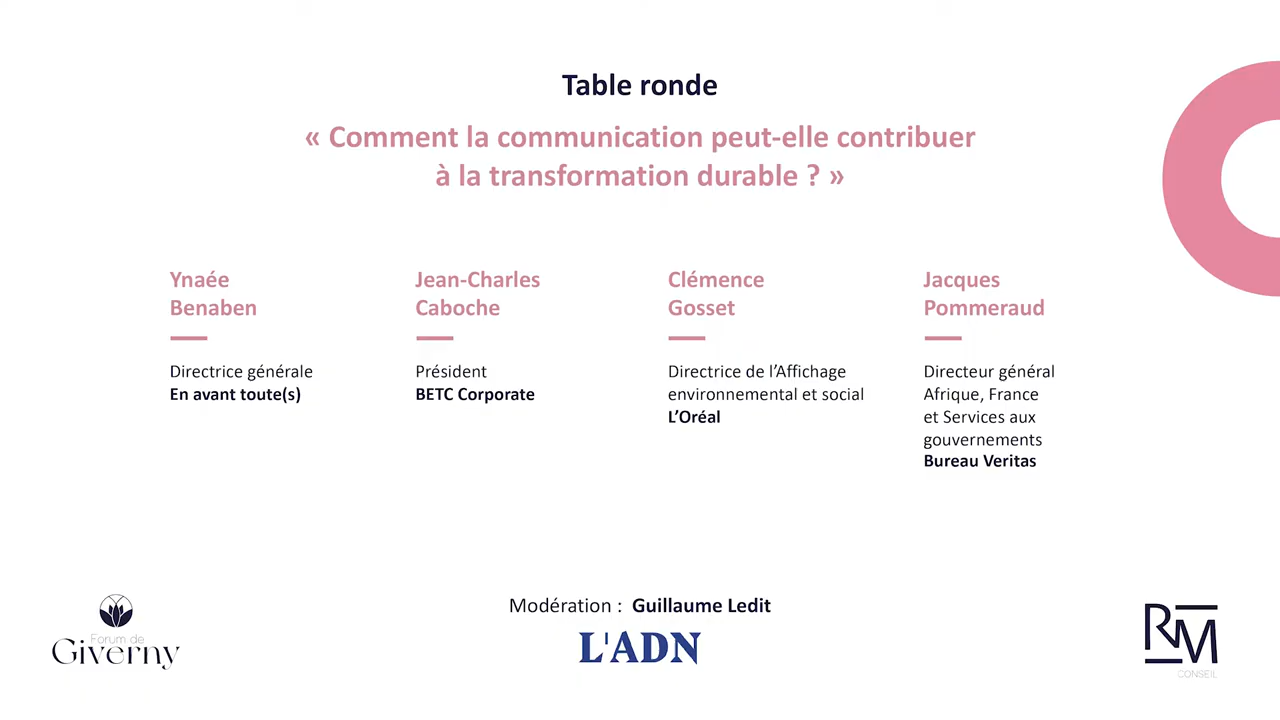 Table ronde
« Comment la communication peut-elle contribuer
à la transformation durable ? »
Ynaée
Benaben
Directrice générale
En avant toute(s)
Jean-Charles
Caboche
Président
BETC Corporate
Clémence
Gosset
Directrice de l’Affichage
environnemental et social
L’Oréal
Jacques
Pommeraud
Directeur général
Afrique, France
et Services aux
gouvernements
Bureau Veritas
Forum de
Giverny
Modération : Guillaume Ledit
L'ADN
RM
CONSEIL